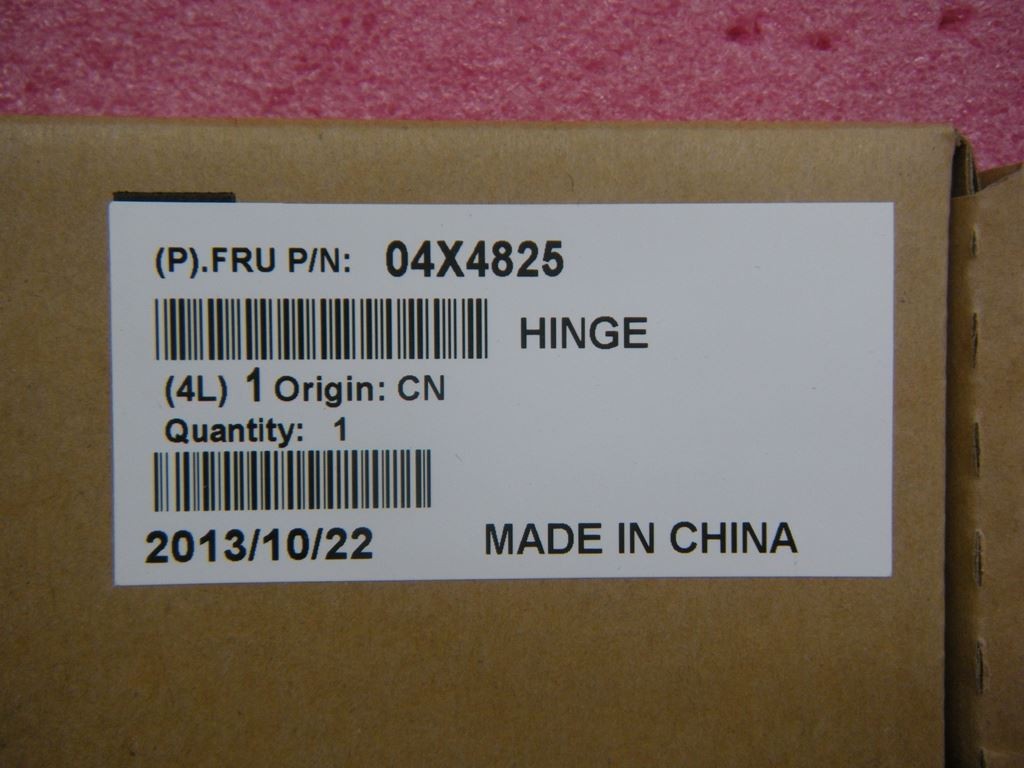 (P).FRU P/N: 04X4825
HINGE
(4L) 1 Origin: CN
Quantity: 1
2013/10/22 MADE IN CHINA